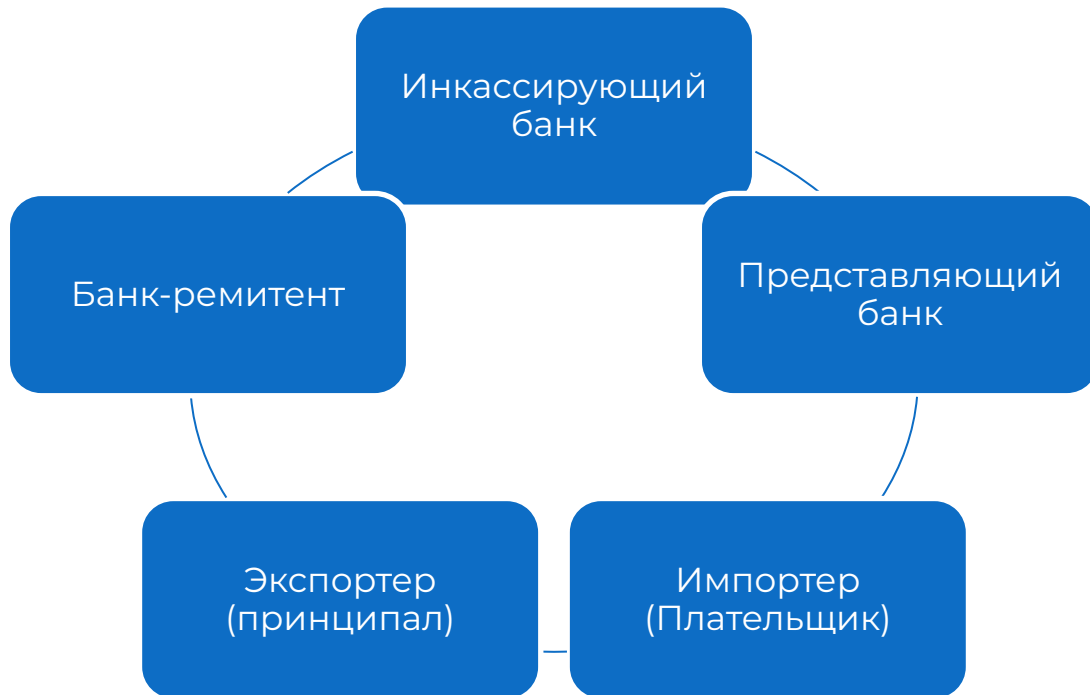 Инкассирующий
банк
Банк-ремитент
Представляющий
банк
Экспортер
(принципал)
Импортер
(Плательщик)